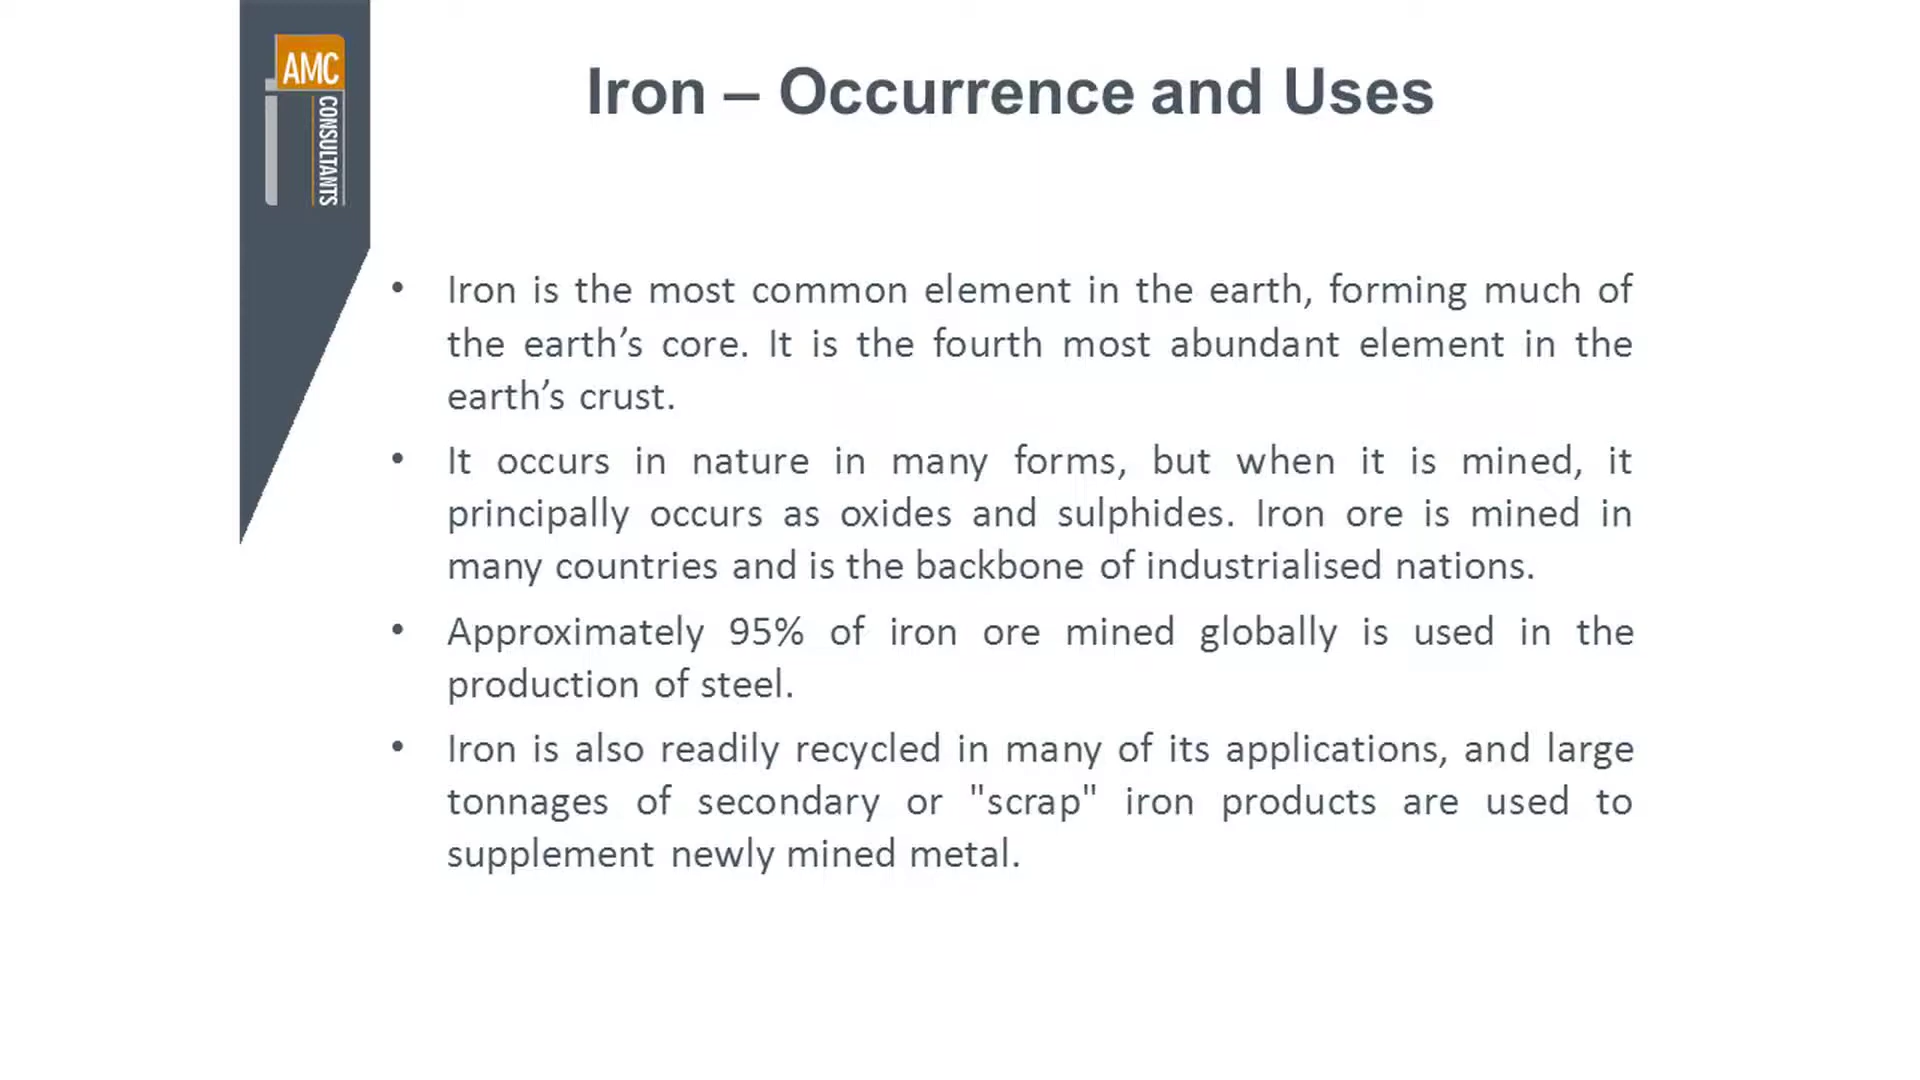 AMC
CONSULTANTS
Iron – Occurrence and Uses
• Iron is the most common element in the earth, forming much of
the earth’s core. It is the fourth most abundant element in the
earth’s crust.
• It occurs in nature in many forms, but when it is mined, it
principally occurs as oxides and sulphides. Iron ore is mined in
many countries and is the backbone of industrialised nations.
• Approximately 95% of iron ore mined globally is used in the
production of steel.
• Iron is also readily recycled in many of its applications, and large
tonnages of secondary or "scrap" iron products are used to
supplement newly mined metal.